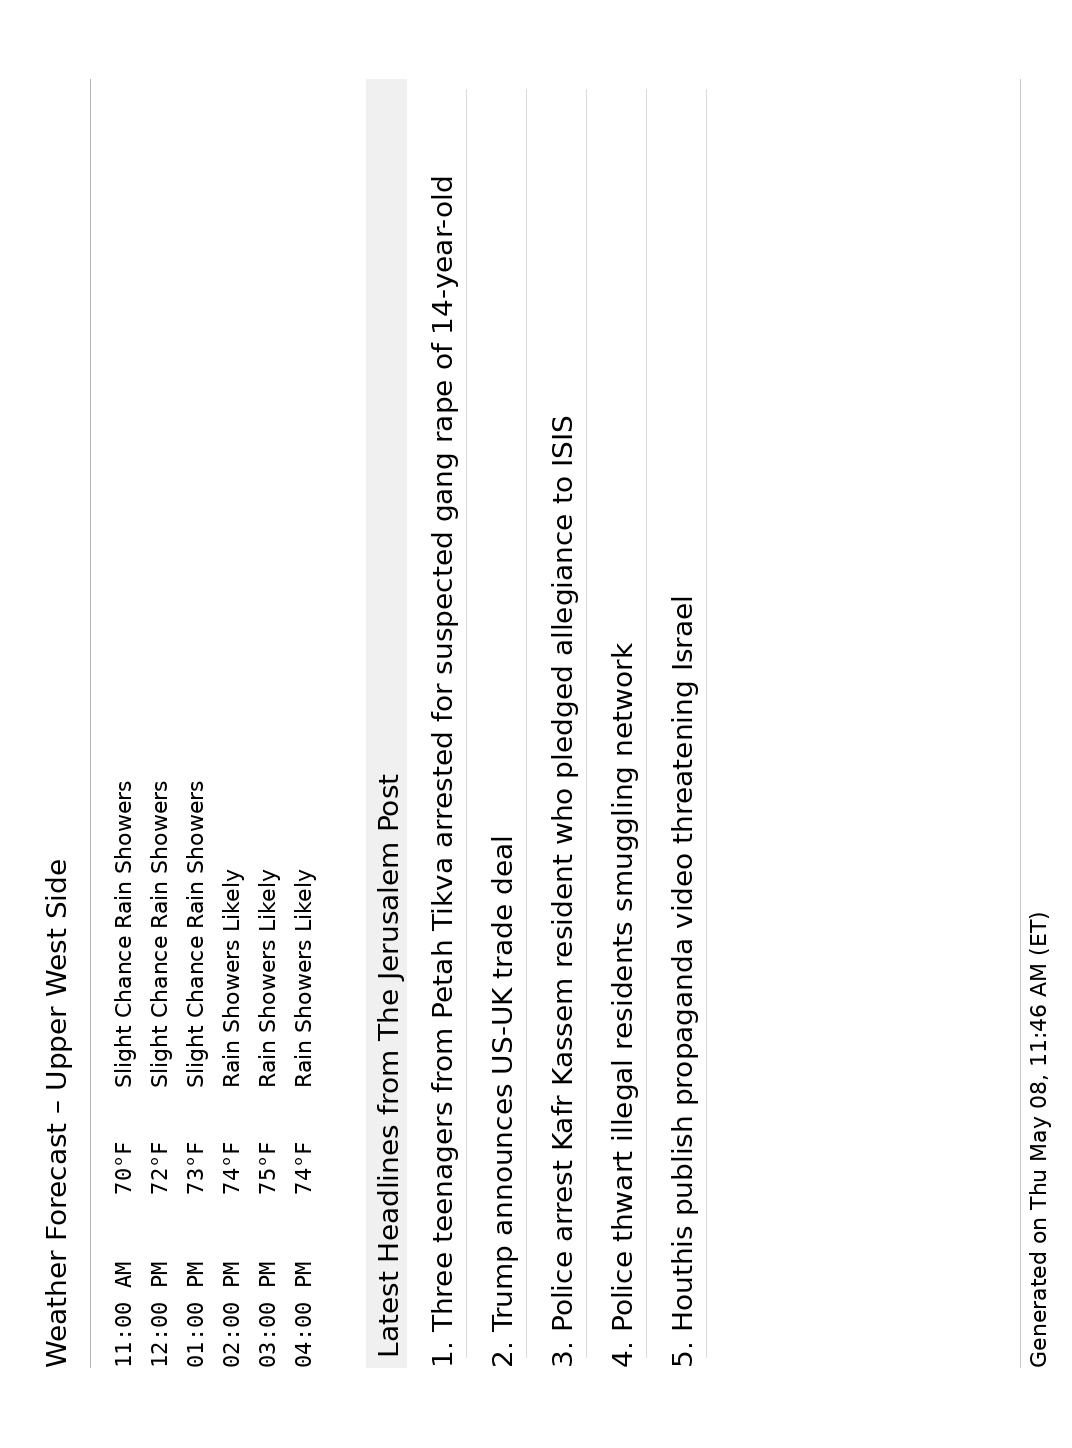 Weather Forecast – Upper West Side
11:00 AM 70°F Slight Chance Rain Showers
12:00 PM 72°F Slight Chance Rain Showers
01:00 PM 73°F Slight Chance Rain Showers
02:00 PM 74°F Rain Showers Likely
03:00 PM 75°F Rain Showers Likely
04:00 PM 74°F Rain Showers Likely
Latest Headlines from The Jerusalem Post
1. Three teenagers from Petah Tikva arrested for suspected gang rape of 14-year-old
2. Trump announces US-UK trade deal
3. Police arrest Kafr Kassem resident who pledged allegiance to ISIS
4. Police thwart illegal residents smuggling network
5. Houthis publish propaganda video threatening Israel
Generated on Thu May 08, 11:46 AM (ET)